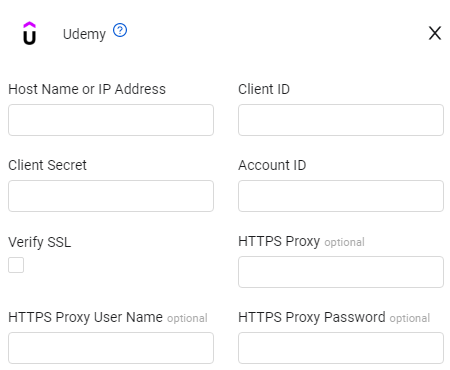 Udemy ?
Host Name or IP Address
Client ID
Client Secret
Account ID
Verify SSL
HTTPS Proxy optional
HTTPS Proxy User Name optional
HTTPS Proxy Password optional